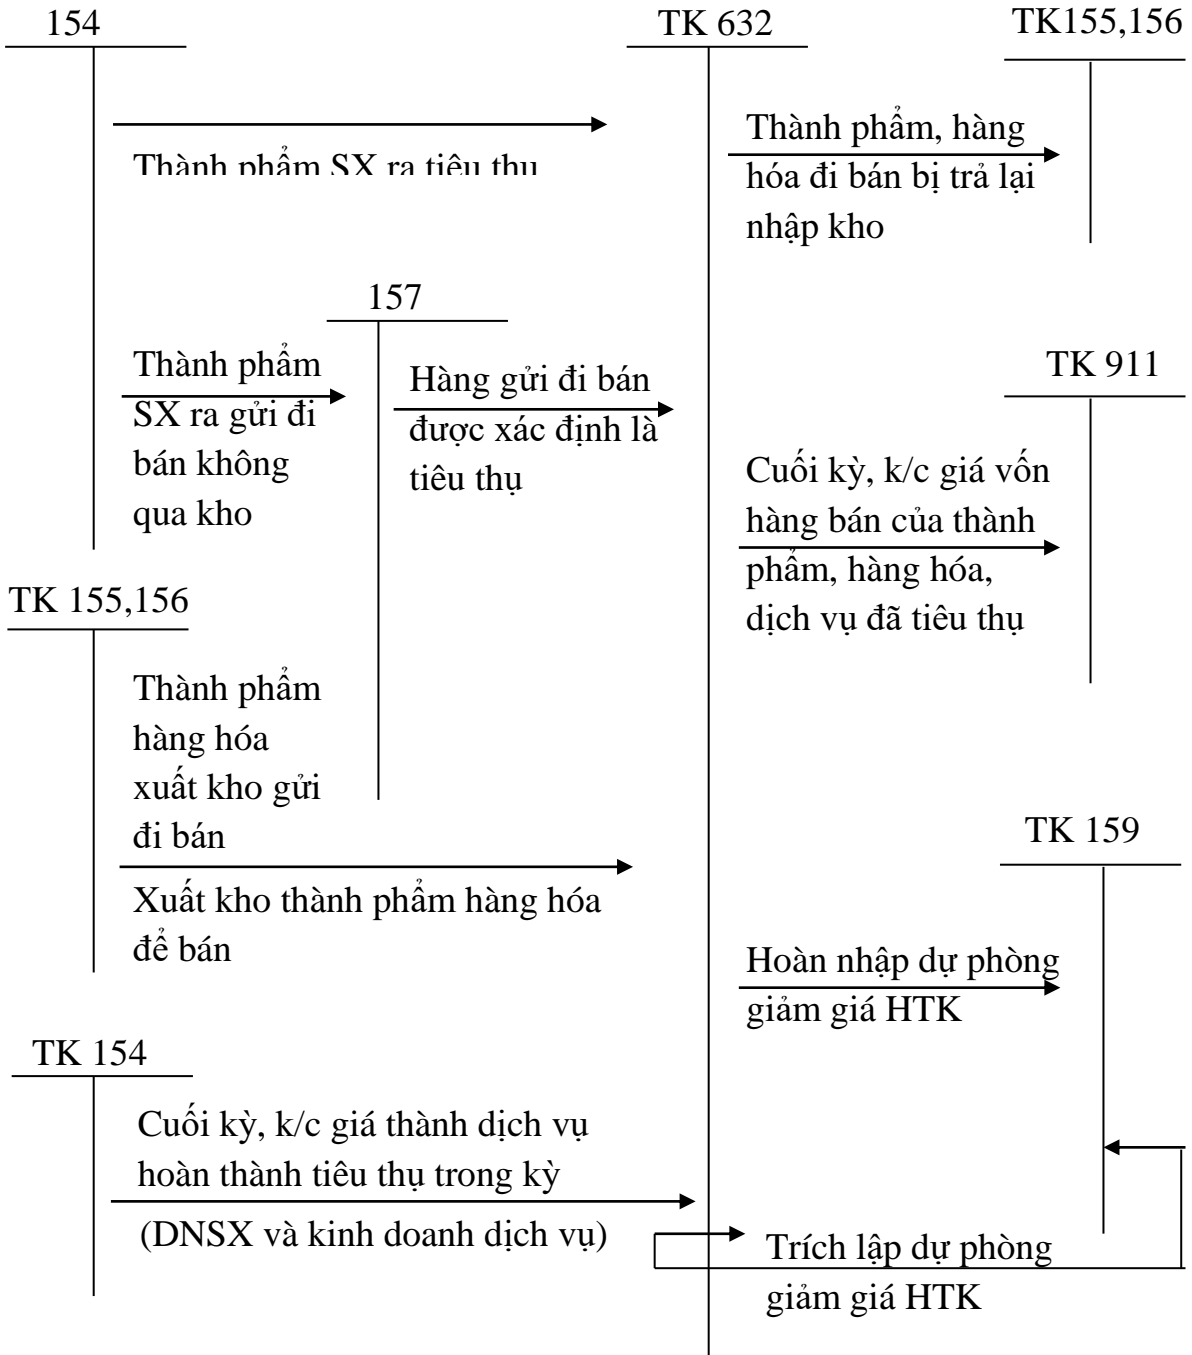 154
TK 632
TK155,156
Thành phẩm SX ra tiêu thụ
Thành phẩm, hàng
hóa đi bán bị trả lại
nhập kho
157
Thành phẩm
SX ra gửi đi
bán không
qua kho
Hàng gửi đi bán
được xác định là
tiêu thụ
TK 911
Cuối kỳ, k/c giá vốn
hàng bán của thành
phẩm, hàng hóa,
dịch vụ đã tiêu thụ
TK 155,156
Thành phẩm
hàng hóa
xuất kho gửi
đi bán
Xuất kho thành phẩm hàng hóa
để bán
TK 159
Hoàn nhập dự phòng
giảm giá HTK
TK 154
Cuối kỳ, k/c giá thành dịch vụ
hoàn thành tiêu thụ trong kỳ
(DNSX và kinh doanh dịch vụ)
Trích lập dự phòng
giảm giá HTK